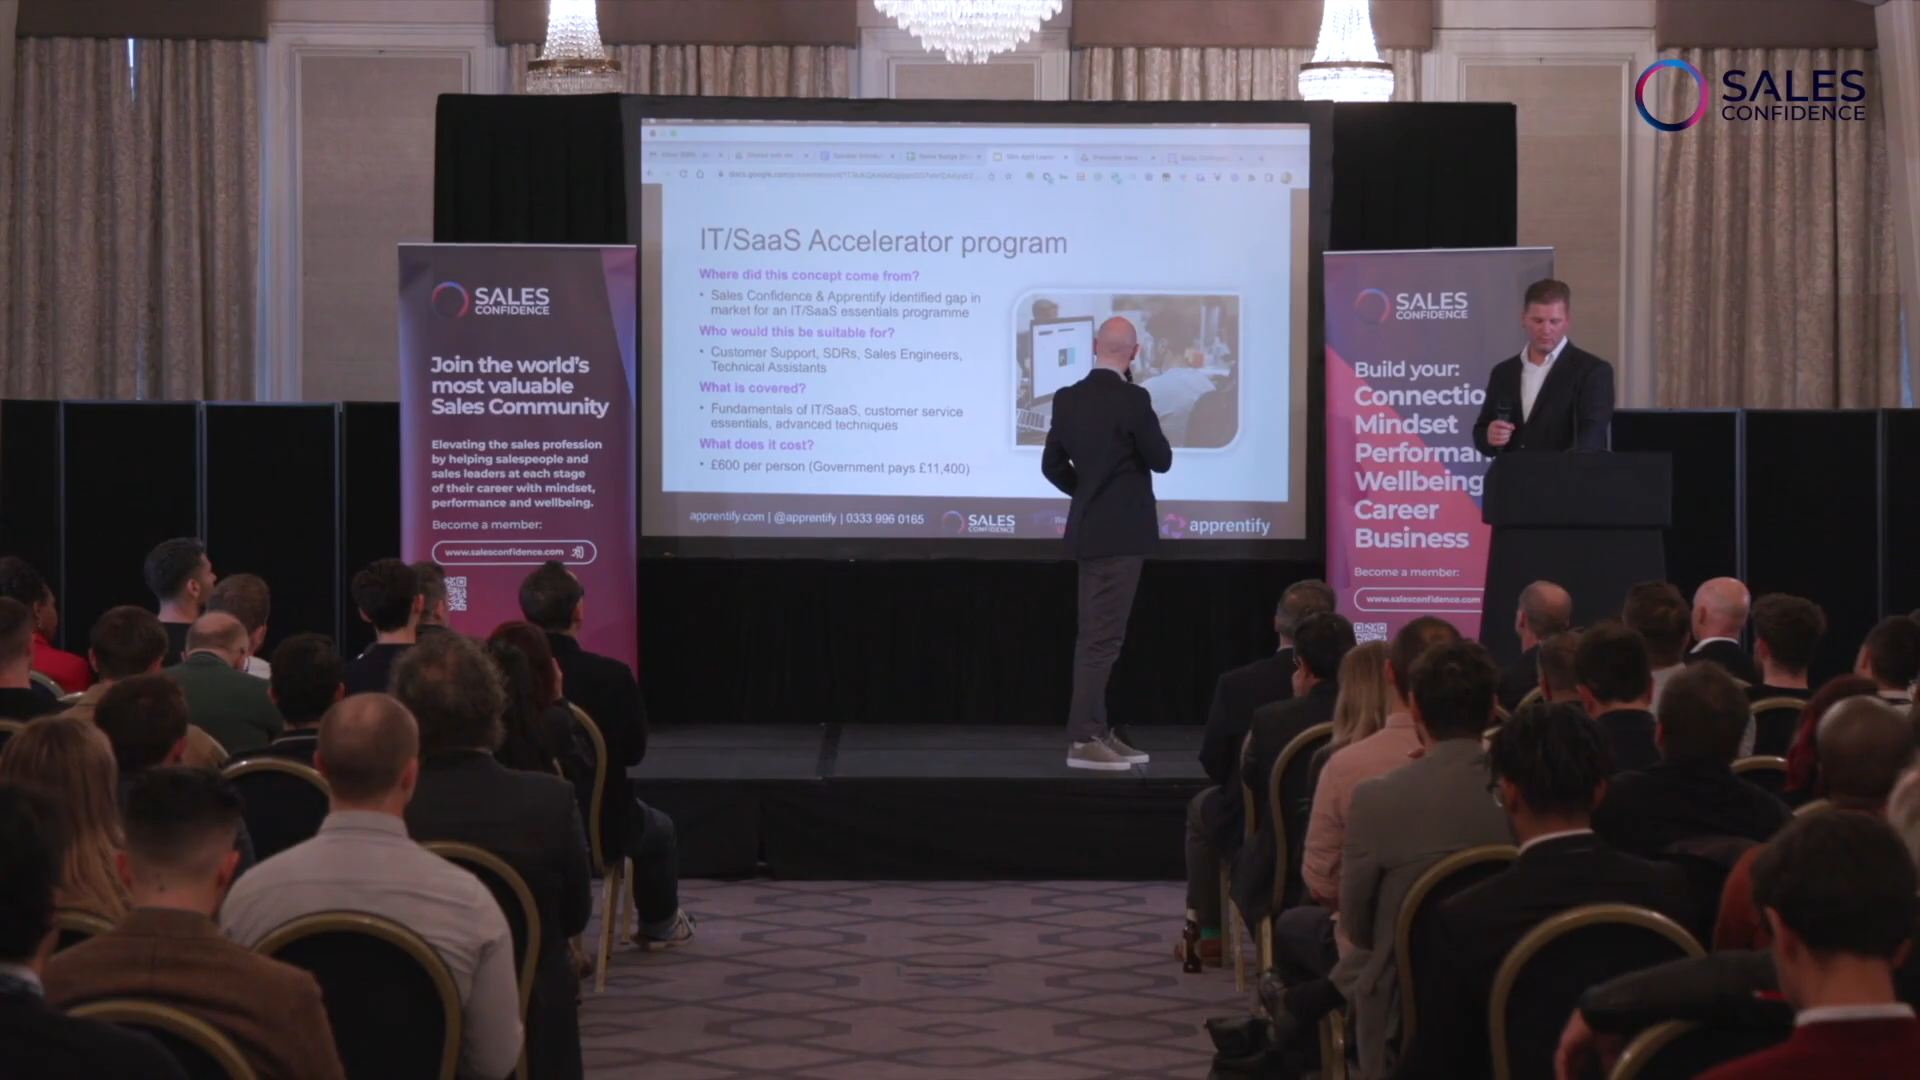 SALES
CONFIDENCE
SALES
CONFIDENCE
Join the world's
most valuable
Sales Community
Elevating the sales profession
by helping salespeople and
sales leaders at each stage
of their career with mindset,
performance and wellbeing.
Become a member:
www.salesconfidence.com
IT/SaaS Accelerator program
Where did this concept come from?
• Sales Confidence & Apprentify identified gap in
market for an IT/SaaS essentials programme
Who would this be suitable for?
• Customer Support, SDRs, Sales Engineers,
Technical Assistants
What is covered?
• Fundamentals of IT/SaaS, customer service
essentials, advanced techniques
What does it cost?
• £600 per person (Government pays £11,400)
apprentify.com | @apprentify | 0333 996 0165
SALES
CONFIDENCE
apprentify
SALES
CONFIDENCE
Build your:
Connectio
Mindset
Performan
Wellbeing
Career
Business
Become a member:
www.salesconfidence.com